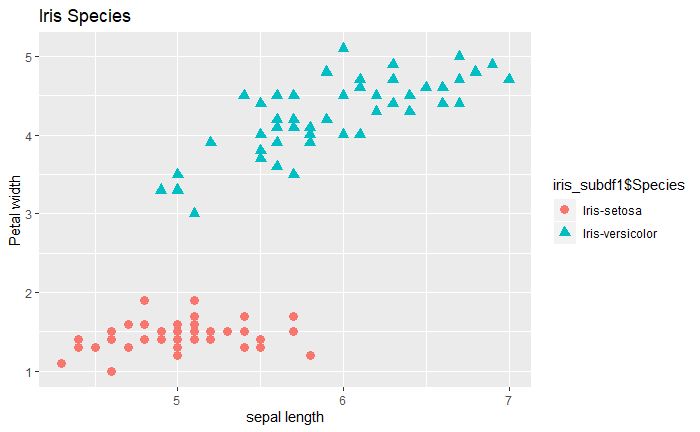 Iris Species
Petal width
5
4
3
2
1
5
6
7
sepal length
iris_subdf1$Species
Iris-setosa
Iris-versicolor